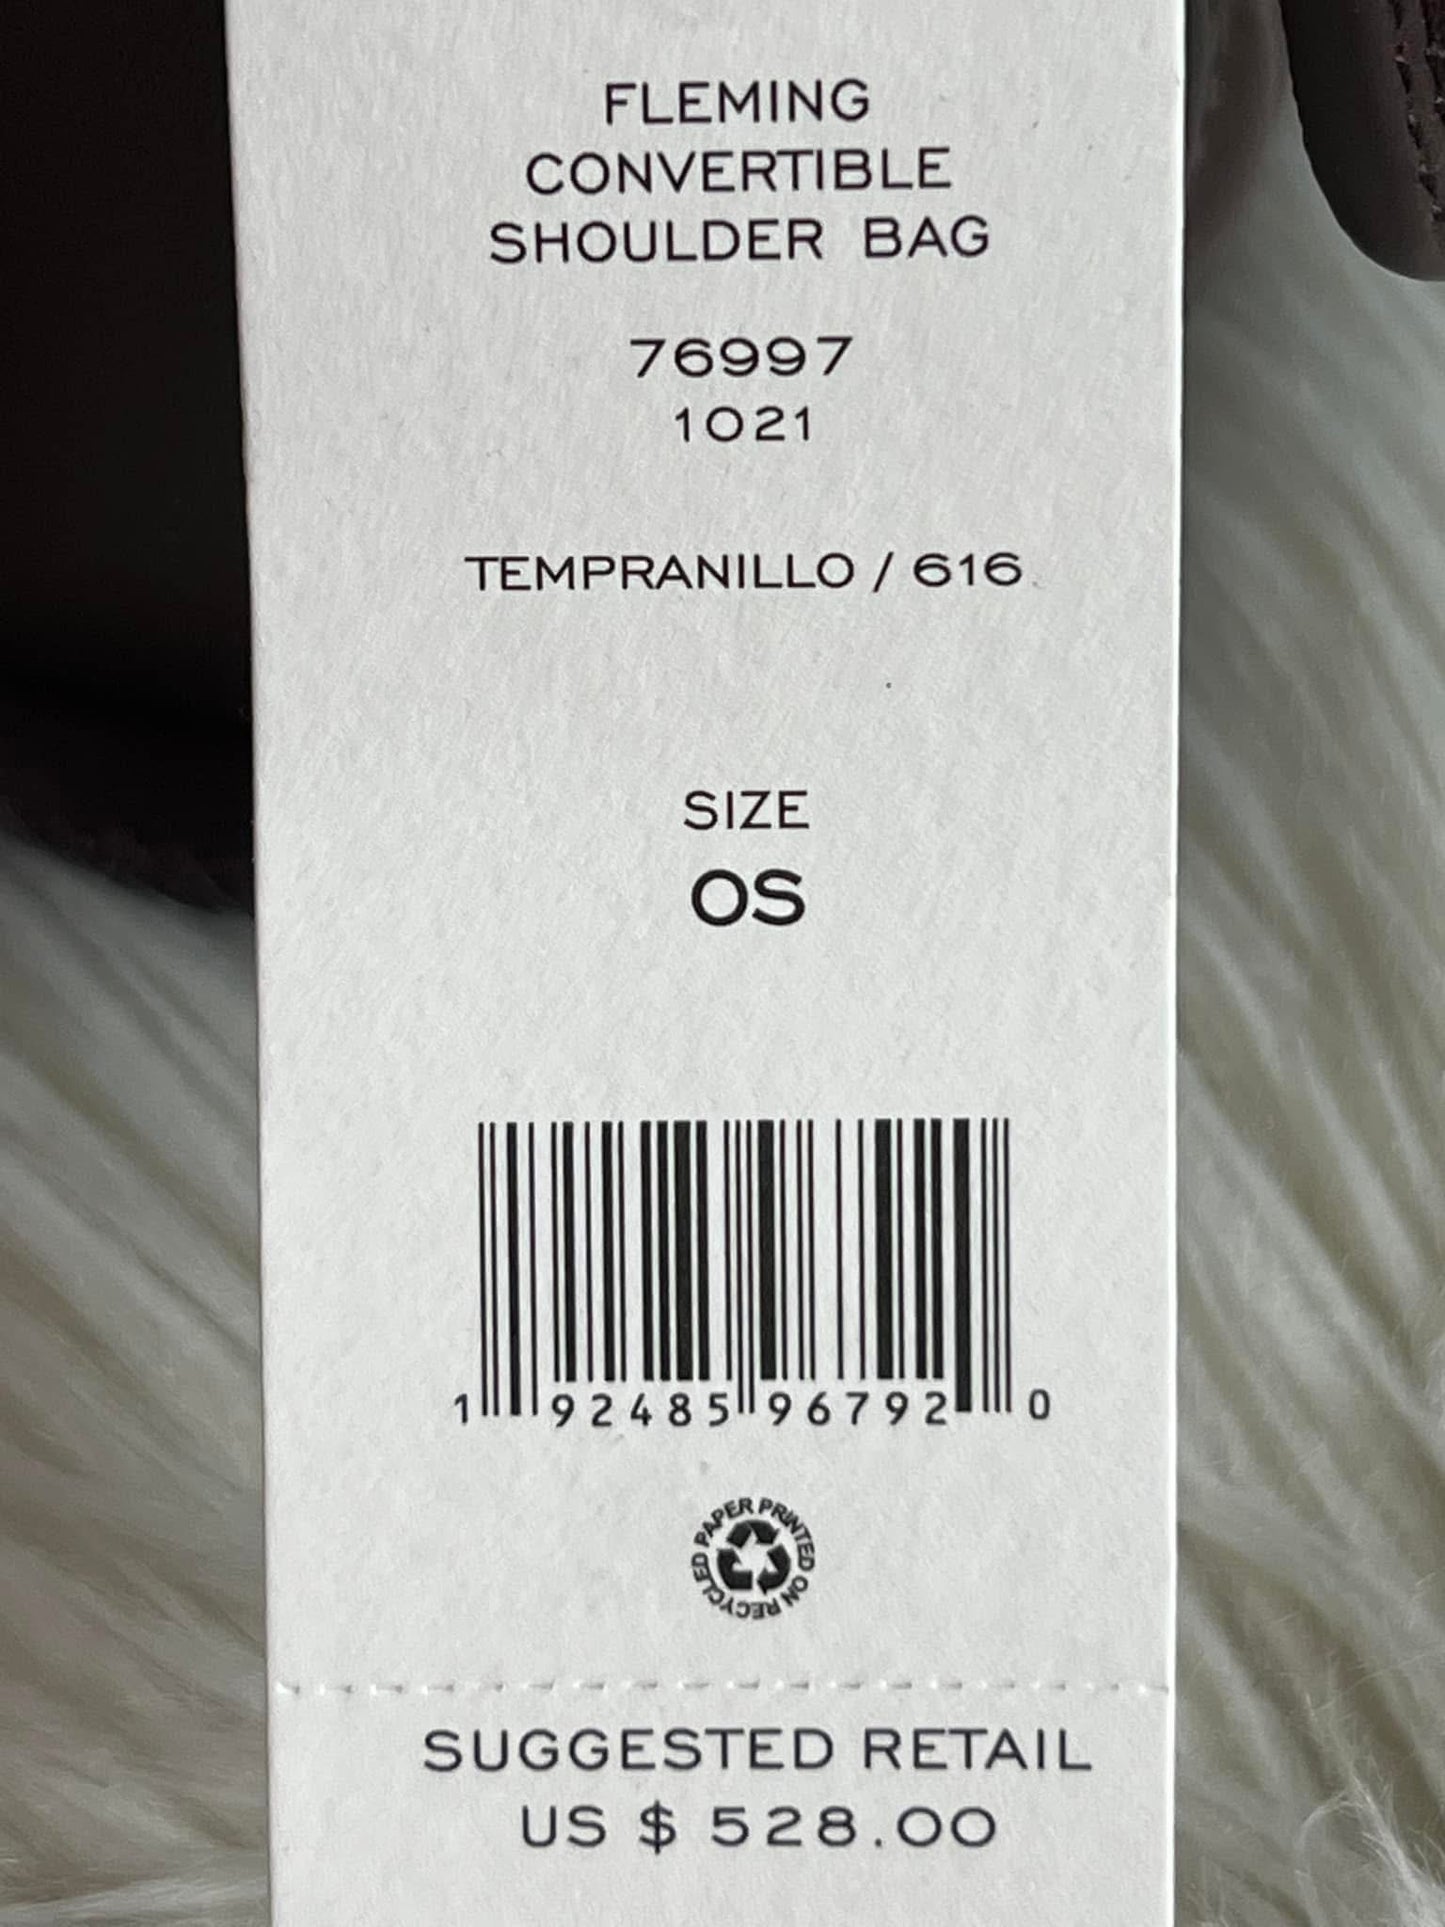 FLEMING
CONVERTIBLE
SHOULDER BAG
76997
1021
TEMPRANILLO / 616
SIZE
OS
1 92485 96792 0
PRINTED ON RECYCLED PAPER
SUGGESTED RETAIL
US $ 528.00